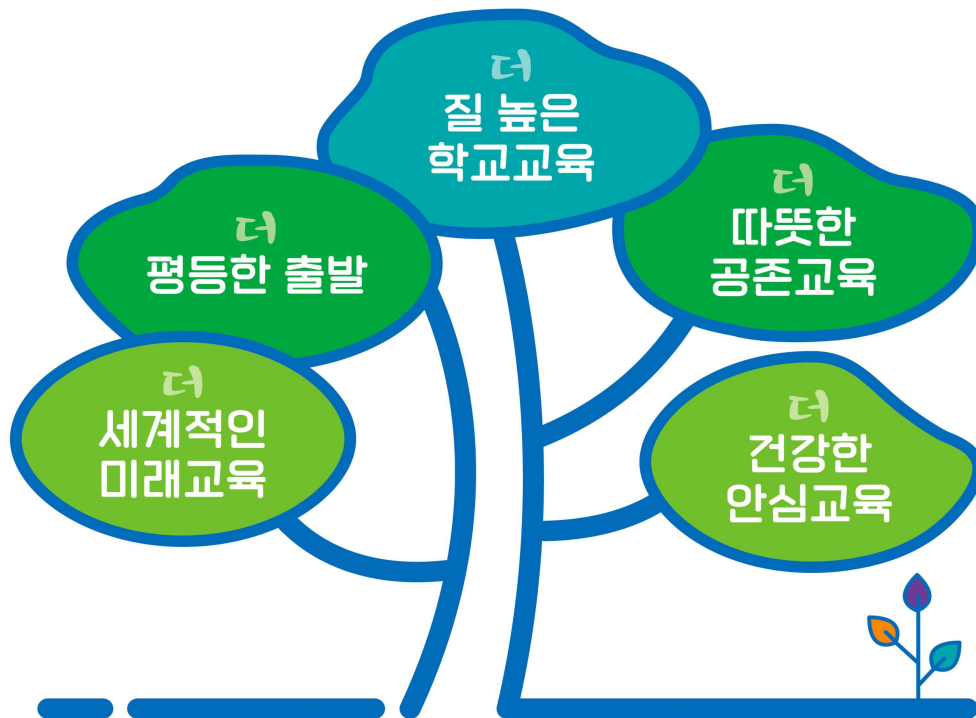 더
질 높은
학교교육
더
평등한 출발
더
따뜻한
공존교육
더
세계적인
미래교육
더
건강한
안심교육